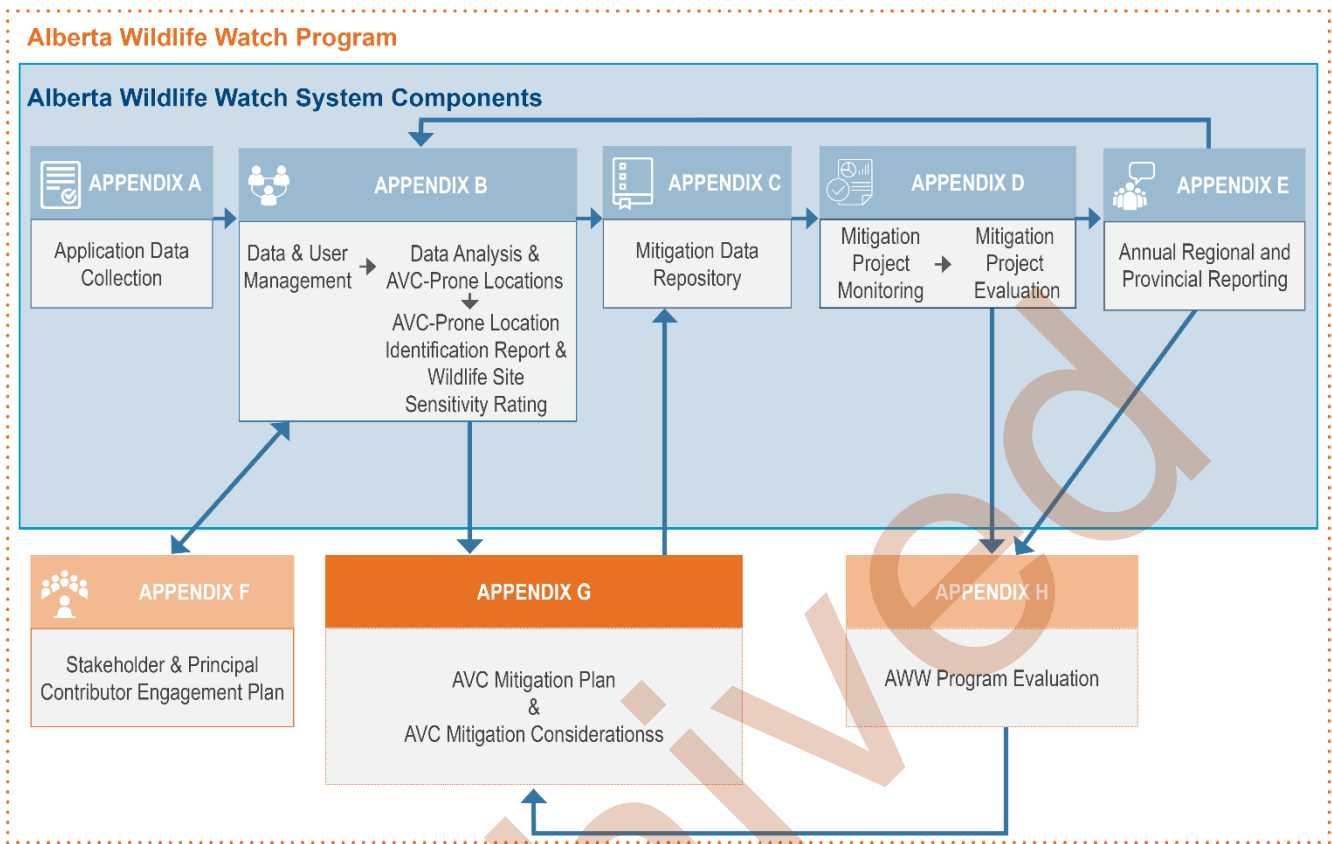 Alberta Wildlife Watch Program
Alberta Wildlife Watch System Components
APPENDIX A
Application Data
Collection
APPENDIX B
Data & User
Management
Data Analysis &
AVC-Prone Locations
AVC-Prone Location
Identification Report &
Wildlife Site
Sensitivity Rating
APPENDIX C
Mitigation Data
Repository
APPENDIX D
Mitigation
Project
Monitoring
Mitigation
Project
Evaluation
APPENDIX E
Annual Regional and
Provincial Reporting
APPENDIX F
Stakeholder & Principal
Contributor Engagement Plan
APPENDIX G
AVC Mitigation Plan
&
AVC Mitigation Considerationss
APPENDIX H
AWW Program Evaluation